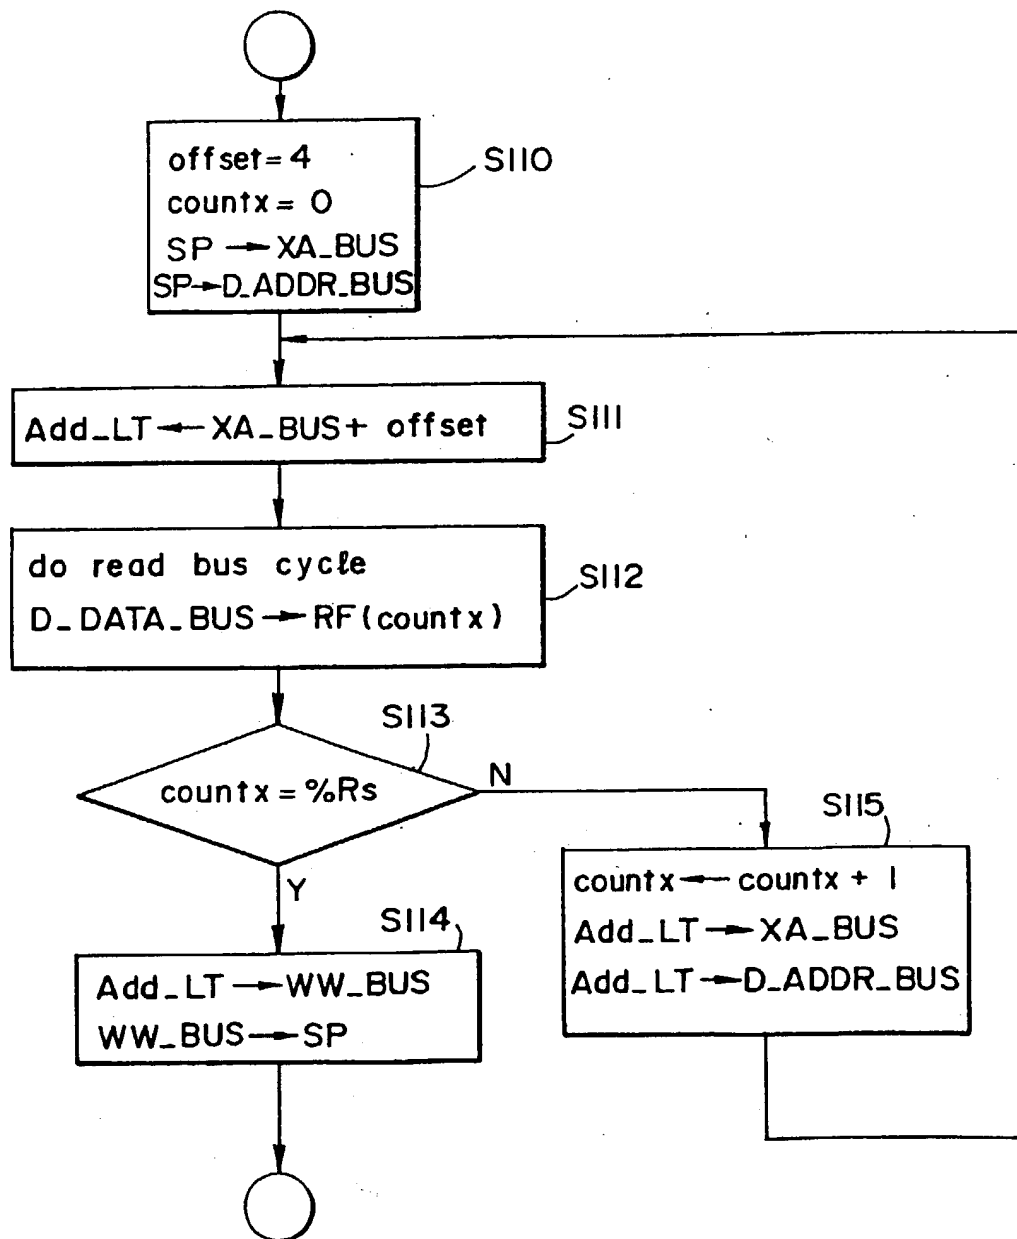 offset= 4
countx = 0
SP → XA_BUS
SP→D_ADDR_BUS
S110
Add_LT ← XA_BUS+ offset
S111
do read bus cycle
D_DATA_BUS → RF(countx)
S112
S113
countx = %Rs
N
Y
S115
countx ← countx + 1
Add_LT → XA_BUS
Add_LT → D_ADDR_BUS
S114
Add_LT → WW_BUS
WW_BUS → SP